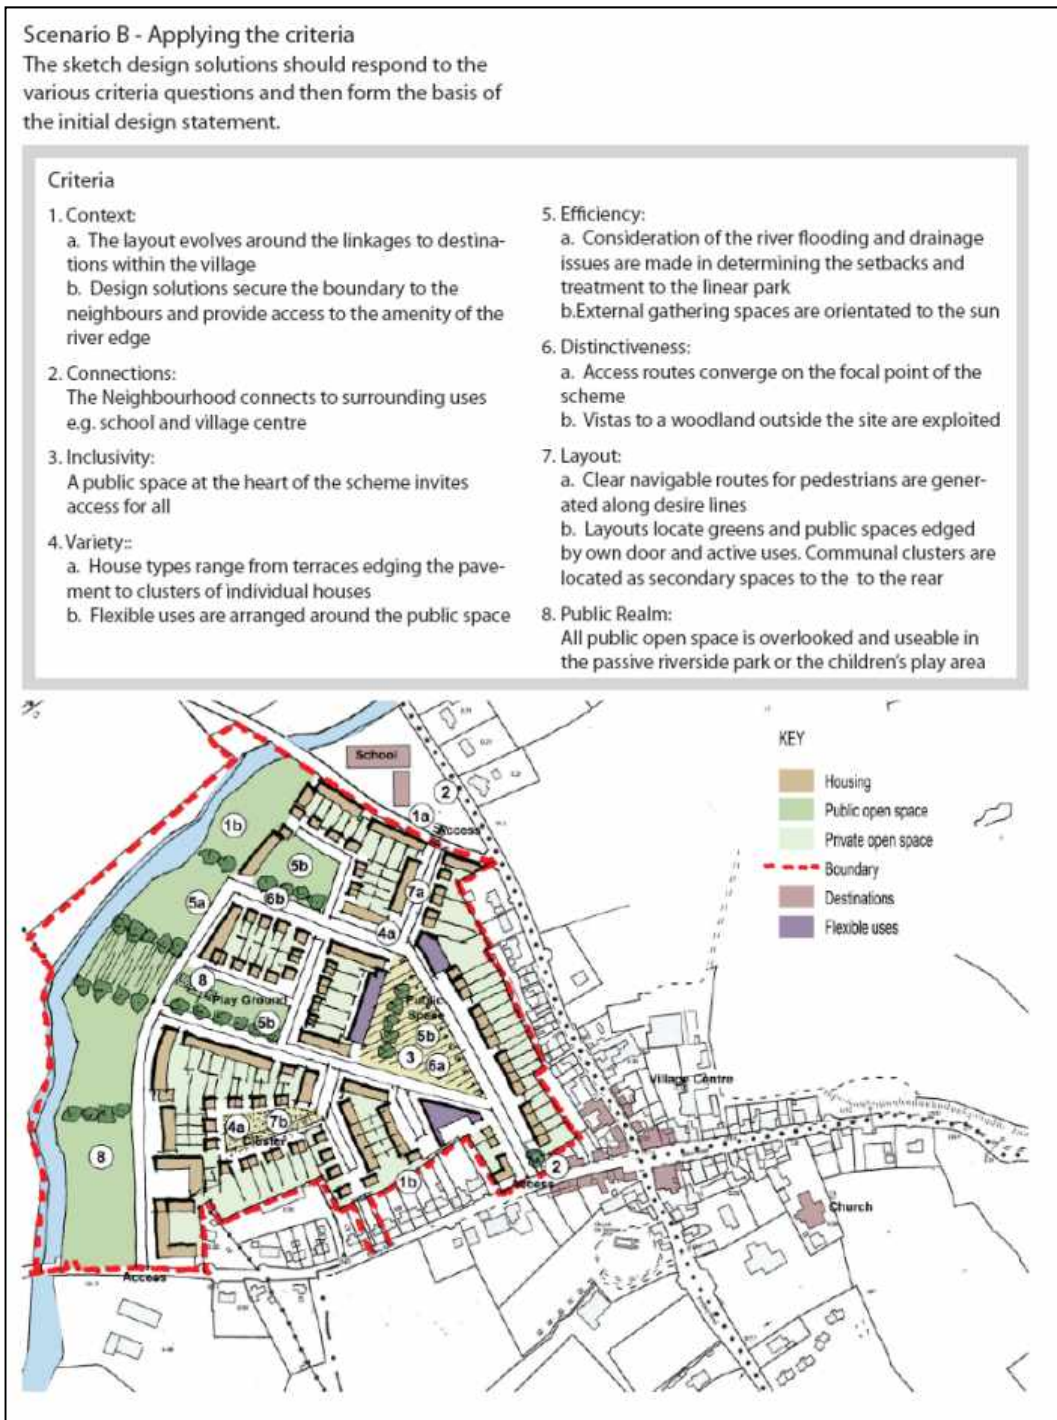 Scenario B - Applying the criteria
The sketch design solutions should respond to the
various criteria questions and then form the basis of
the initial design statement.
Criteria
1. Context:
a. The layout evolves around the linkages to destina-
tions within the village
b. Design solutions secure the boundary to the
neighbours and provide access to the amenity of the
river edge
2. Connections:
The Neighbourhood connects to surrounding uses
e.g. school and village centre
3. Inclusivity:
A public space at the heart of the scheme invites
access for all
4. Variety::
a. House types range from terraces edging the pave-
ment to clusters of individual houses
b. Flexible uses are arranged around the public space
5. Efficiency:
a. Consideration of the river flooding and drainage
issues are made in determining the setbacks and
treatment to the linear park
b.External gathering spaces are orientated to the sun
6. Distinctiveness:
a. Access routes converge on the focal point of the
scheme
b. Vistas to a woodland outside the site are exploited
7. Layout:
a. Clear navigable routes for pedestrians are gener-
ated along desire lines
b. Layouts locate greens and public spaces edged
by own door and active uses. Communal clusters are
located as secondary spaces to the to the rear
8. Public Realm:
All public open space is overlooked and useable in
the passive riverside park or the children's play area
KEY
Housing
Public open space
Private open space
Boundary
Destinations
Flexible uses
School
2
1a
Access
1b
5b
7a
6b
5a
4a
8
Play Ground
5b
Public
Space
5b
3
6a
Village Centre
4a
7b
Cluster
8
1b
2
Access
Church
Access